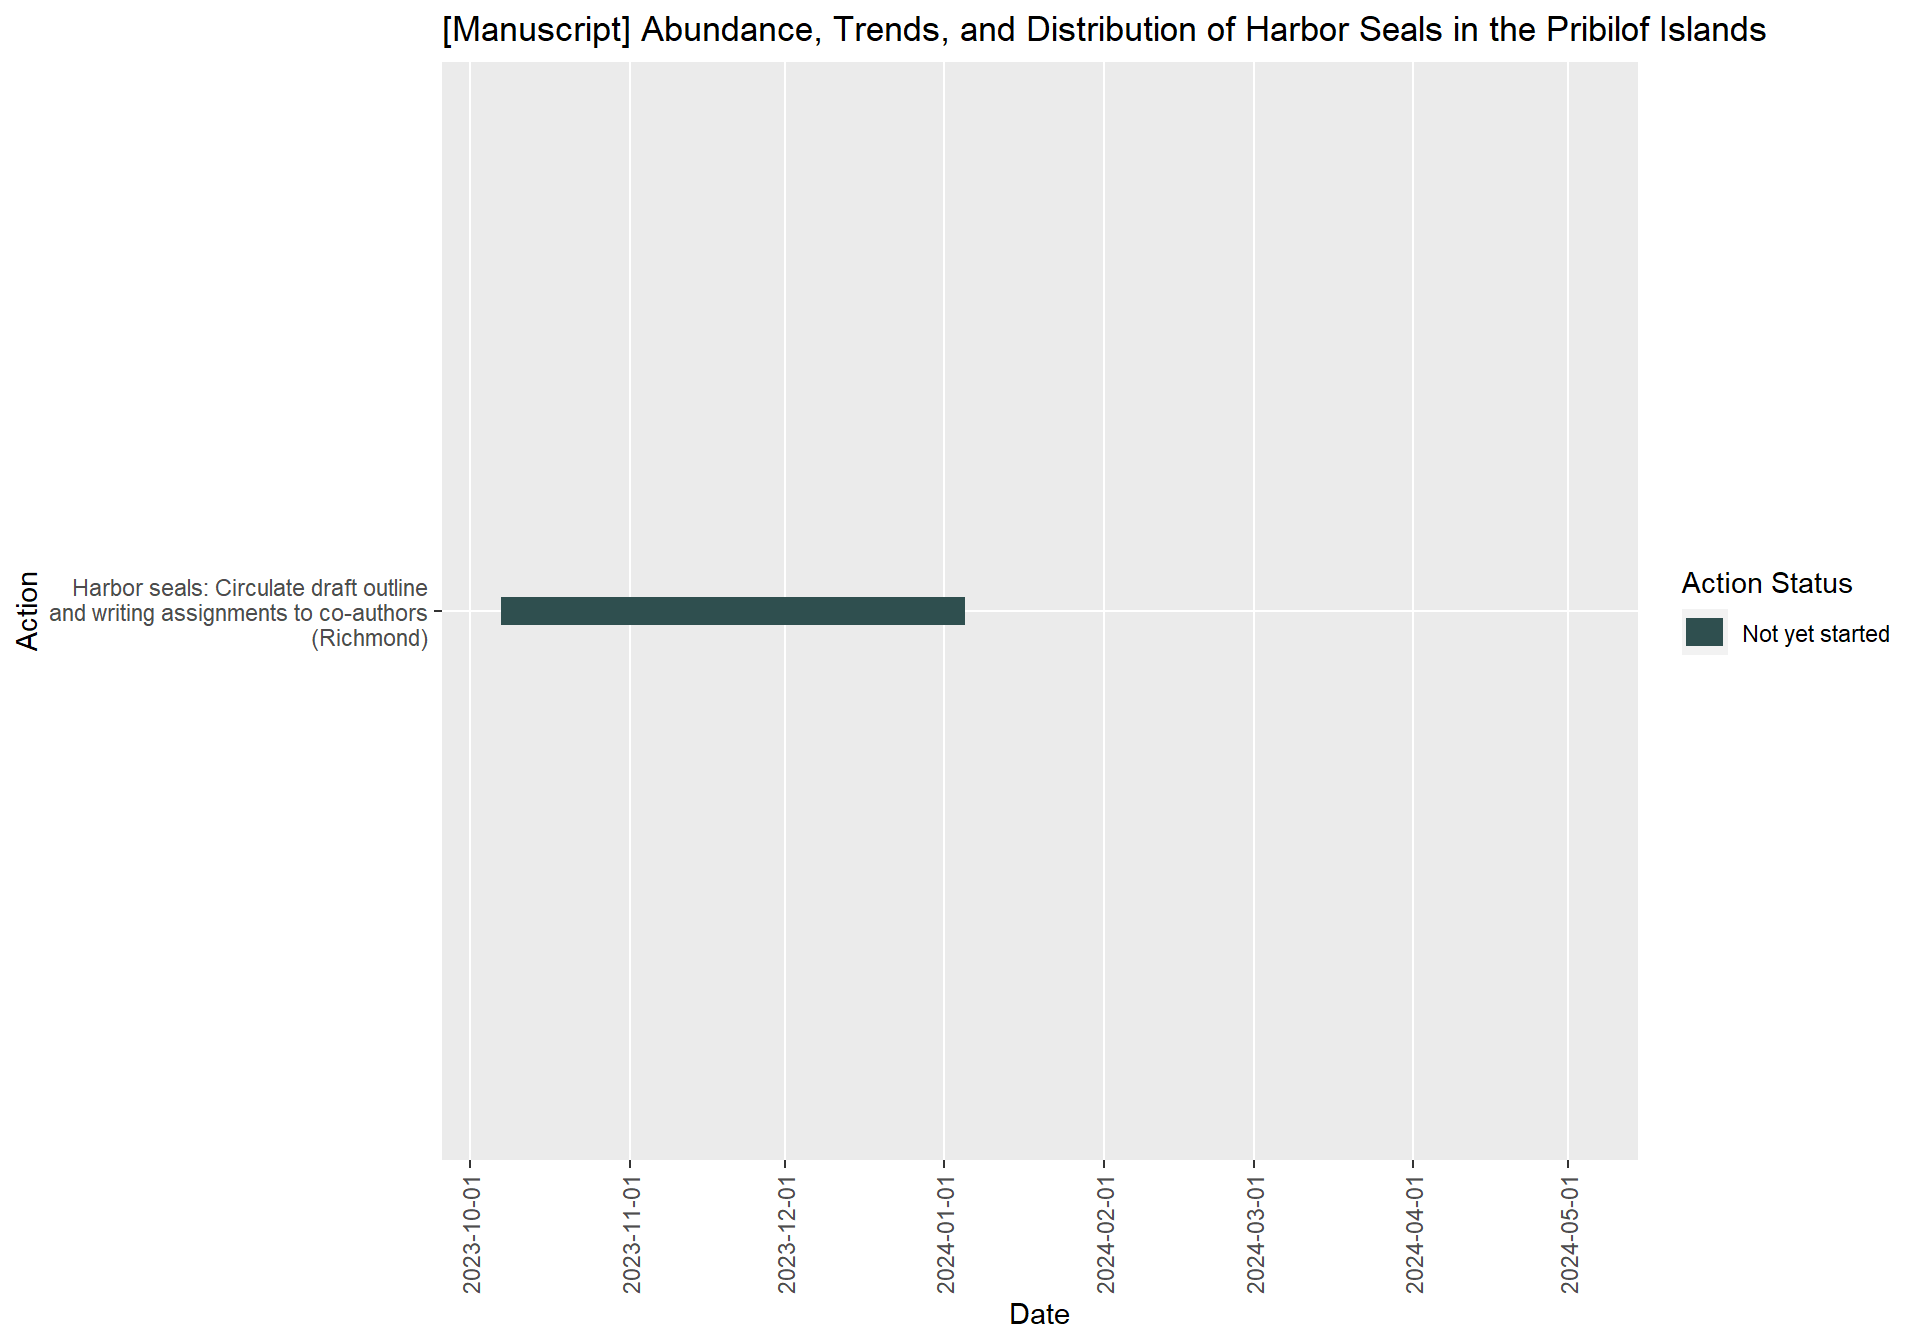 [Manuscript] Abundance, Trends, and Distribution of Harbor Seals in the Pribilof Islands
Action
Harbor seals: Circulate draft outline
and writing assignments to co-authors
(Richmond)
Action Status
Not yet started
2023-10-01
2023-11-01
2023-12-01
2024-01-01
2024-02-01
2024-03-01
2024-04-01
2024-05-01
Date